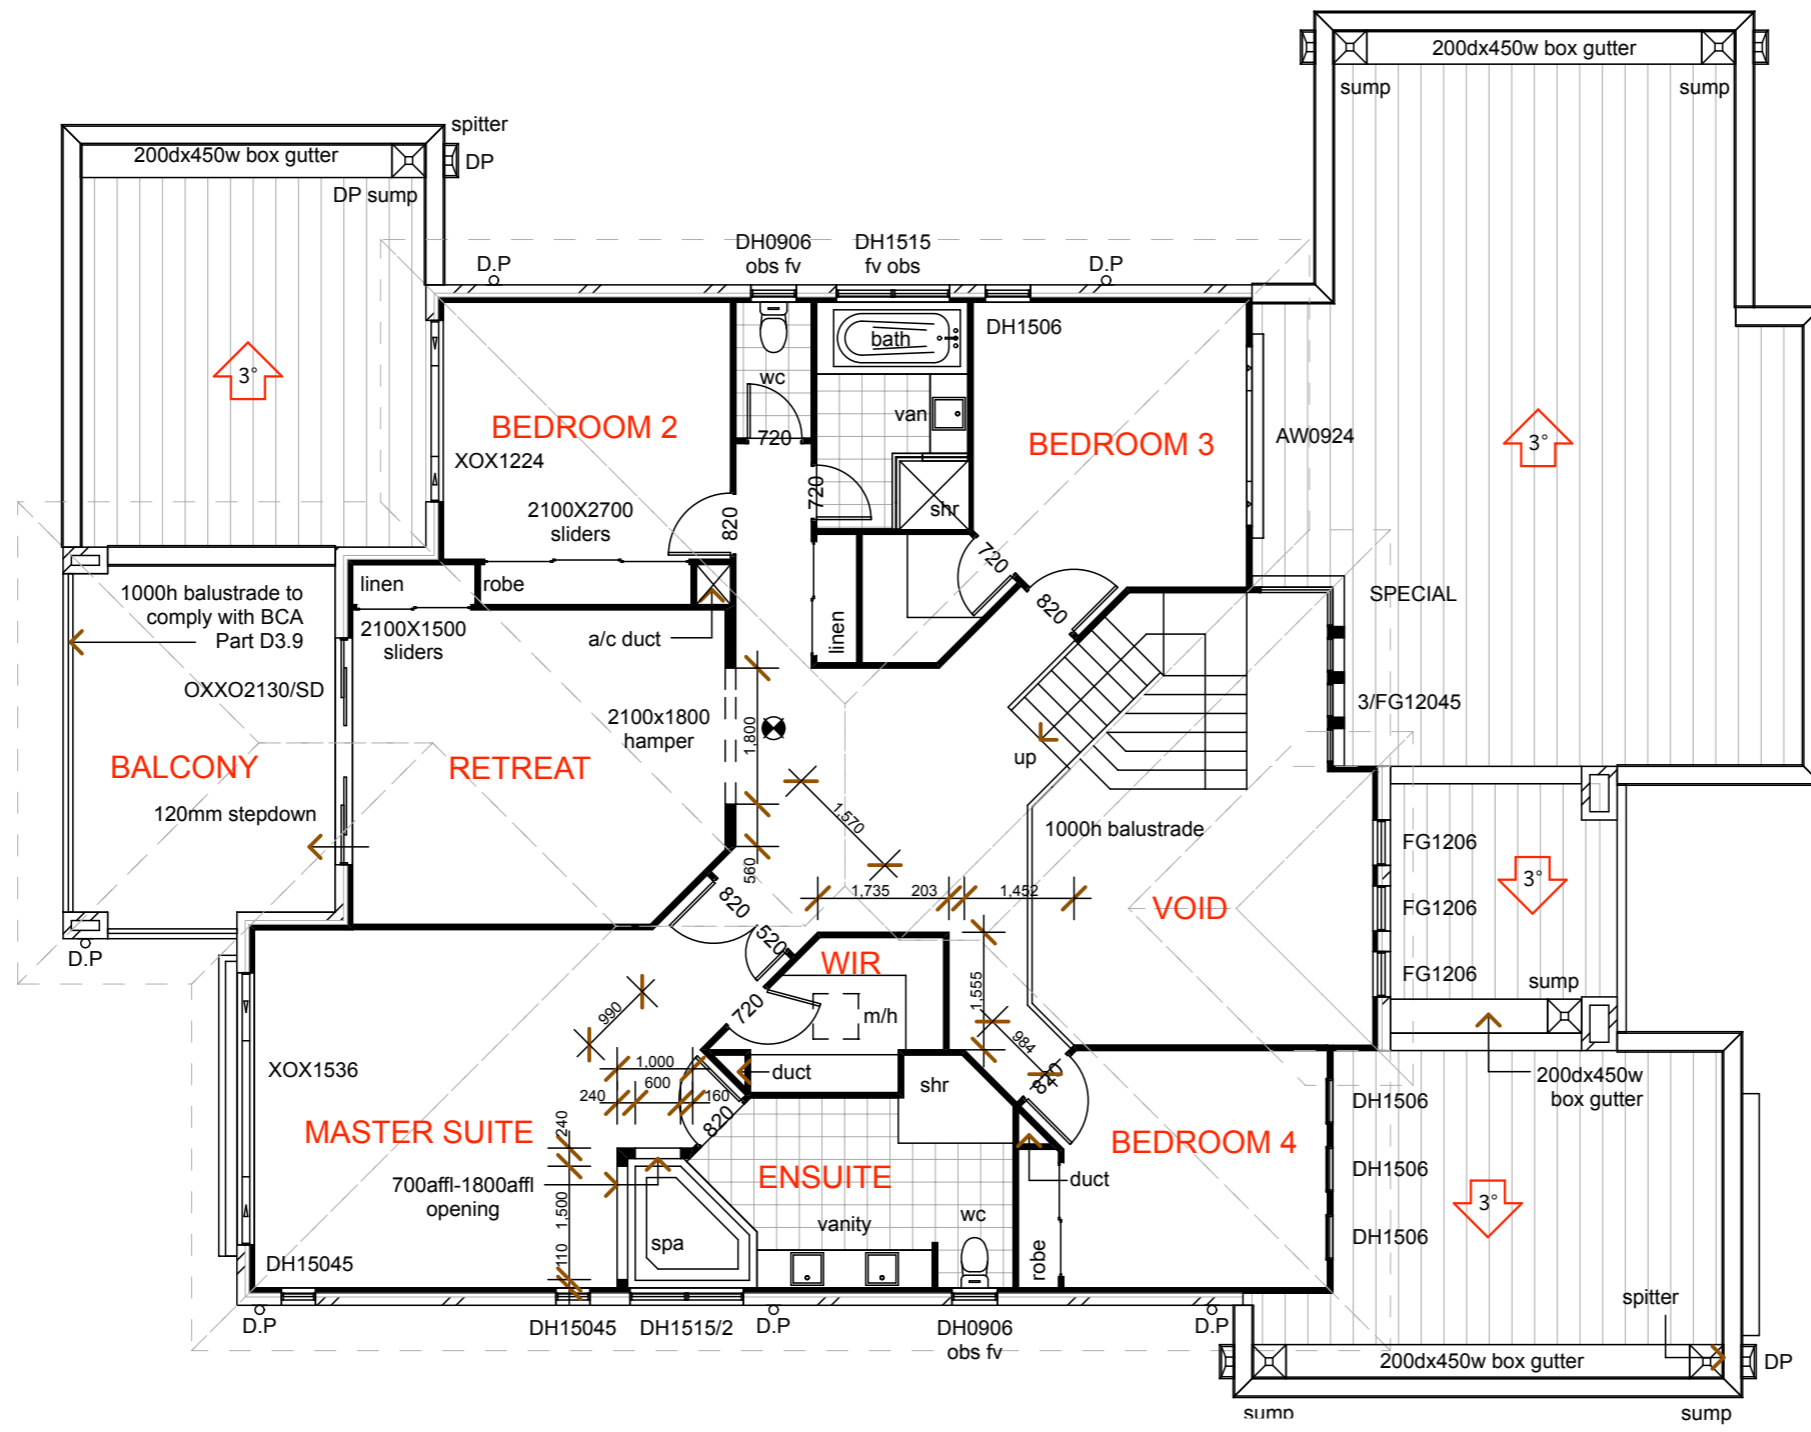 200dx450w box gutter
sump
sump
spitter
200dx450w box gutter
DP
DP sump
DH0906
obs fv
DH1515
fv obs
D.P
D.P
bath
DH1506
3°
wc
van
BEDROOM 2
720
BEDROOM 3
AW0924
3°
XOX1224
2100X2700
sliders
820
720
shr
720
linen
robe
1000h balustrade to
comply with BCA
Part D3.9
2100X1500
sliders
a/c duct
linen
820
SPECIAL
OXXO2130/SD
2100x1800
hamper
1,800
3/FG12045
up
BALCONY
RETREAT
120mm stepdown
1,570
1000h balustrade
FG1206
560
3°
820
1,735
203
1,452
VOID
FG1206
520
D.P
WIR
1,555
FG1206
sump
990
720
m/h
984
XOX1536
1,000
duct
shr
840
200dx450w
box gutter
600
240
160
DH1506
820
240
MASTER SUITE
BEDROOM 4
DH1506
ENSUITE
duct
700affl-1800affl
opening
1,500
vanity
wc
3°
DH1506
spa
110
robe
DH15045
spitter
D.P
DH15045
DH1515/2
D.P
DH0906
obs fv
D.P
200dx450w box gutter
DP
sump
sump